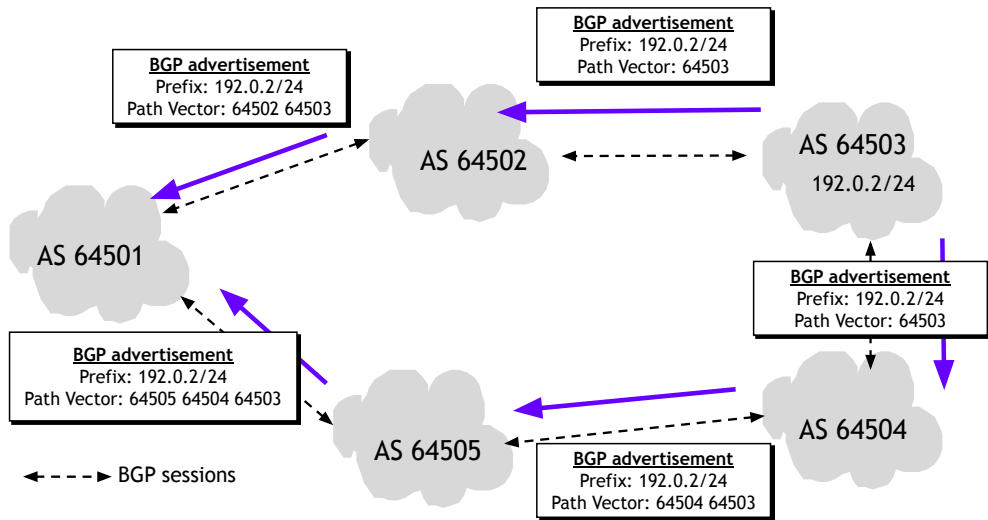 BGP advertisement
Prefix: 192.0.2/24
Path Vector: 64503
BGP advertisement
Prefix: 192.0.2/24
Path Vector: 64502 64503
AS 64502
AS 64503
192.0.2/24
AS 64501
BGP advertisement
Prefix: 192.0.2/24
Path Vector: 64503
BGP advertisement
Prefix: 192.0.2/24
Path Vector: 64505 64504 64503
AS 64505
AS 64504
BGP advertisement
Prefix: 192.0.2/24
Path Vector: 64504 64503
BGP sessions